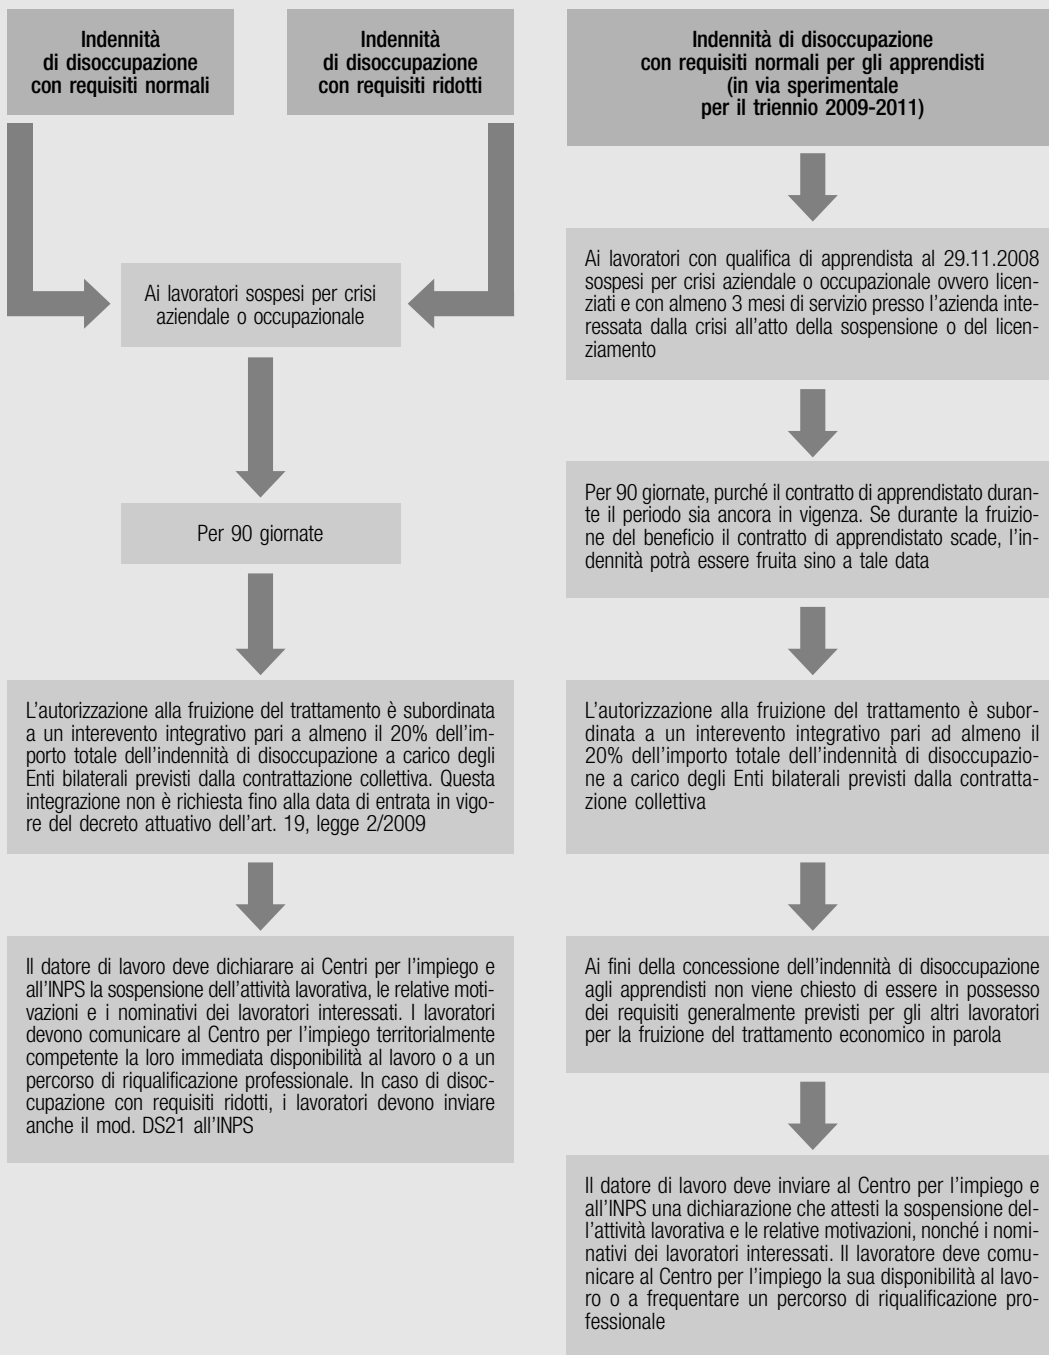 Indennità
di disoccupazione
con requisiti normali
Indennità
di disoccupazione
con requisiti ridotti
Ai lavoratori sospesi per crisi
aziendale o occupazionale
Per 90 giornate
L'autorizzazione alla fruizione del trattamento è subordinata
a un interevento integrativo pari a almeno il 20% dell'im-
porto totale dell'indennità di disoccupazione a carico degli
Enti bilaterali previsti dalla contrattazione collettiva. Questa
integrazione non è richiesta fino alla data di entrata in vigo-
re del decreto attuativo dell'art. 19, legge 2/2009
Il datore di lavoro deve dichiarare ai Centri per l'impiego e
all'INPS la sospensione dell'attività lavorativa, le relative moti-
vazioni e i nominativi dei lavoratori interessati. I lavoratori
devono comunicare al Centro per l'impiego territorialmente
competente la loro immediata disponibilità al lavoro o a un
percorso di riqualificazione professionale. In caso di disoc-
cupazione con requisiti ridotti, i lavoratori devono inviare
anche il mod. DS21 all'INPS
Indennità di disoccupazione
con requisiti normali per gli apprendisti
(in via sperimentale
per il triennio 2009-2011)
Ai lavoratori con qualifica di apprendista al 29.11.2008
sospesi per crisi aziendale o occupazionale ovvero licen-
ziati e con almeno 3 mesi di servizio presso l'azienda inte-
ressata dalla crisi all'atto della sospensione o del licen-
ziamento
Per 90 giornate, purché il contratto di apprendistato duran-
te il periodo sia ancora in vigenza. Se durante la fruizio-
ne del beneficio il contratto di apprendistato scade, l'in-
dennità potrà essere fruita sino a tale data
L'autorizzazione alla fruizione del trattamento è subor-
dinata a un interevento integrativo pari ad almeno il
20% dell'importo totale dell'indennità di disoccupazio-
ne a carico degli Enti bilaterali previsti dalla contratta-
zione collettiva
Ai fini della concessione dell'indennità di disoccupazione
agli apprendisti non viene chiesto di essere in possesso
dei requisiti generalmente previsti per gli altri lavoratori
per la fruizione del trattamento economico in parola
Il datore di lavoro deve inviare al Centro per l'impiego e
all'INPS una dichiarazione che attesti la sospensione del-
l'attività lavorativa e le relative motivazioni, nonché i nomi-
nativi dei lavoratori interessati. Il lavoratore deve comu-
nicare al Centro per l'impiego la sua disponibilità al lavo-
ro o a frequentare un percorso di riqualificazione pro-
fessionale